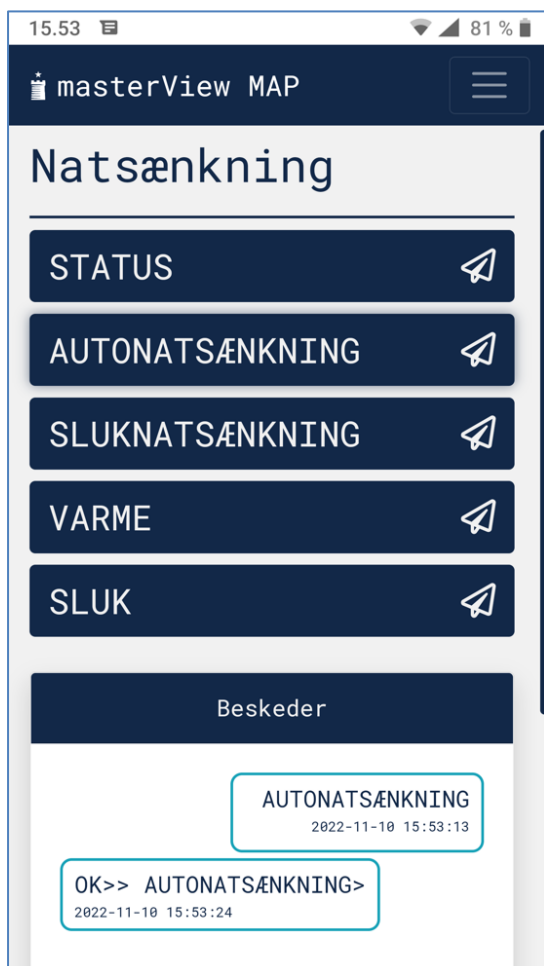 15.53 81 %
masterView MAP
Natsænkning
STATUS
AUTONATSÆNKNING
SLUKNATSÆNKNING
VARME
SLUK
Beskeder
AUTONATSÆNKNING
2022-11-10 15:53:13
OK>> AUTONATSÆNKNING>
2022-11-10 15:53:24